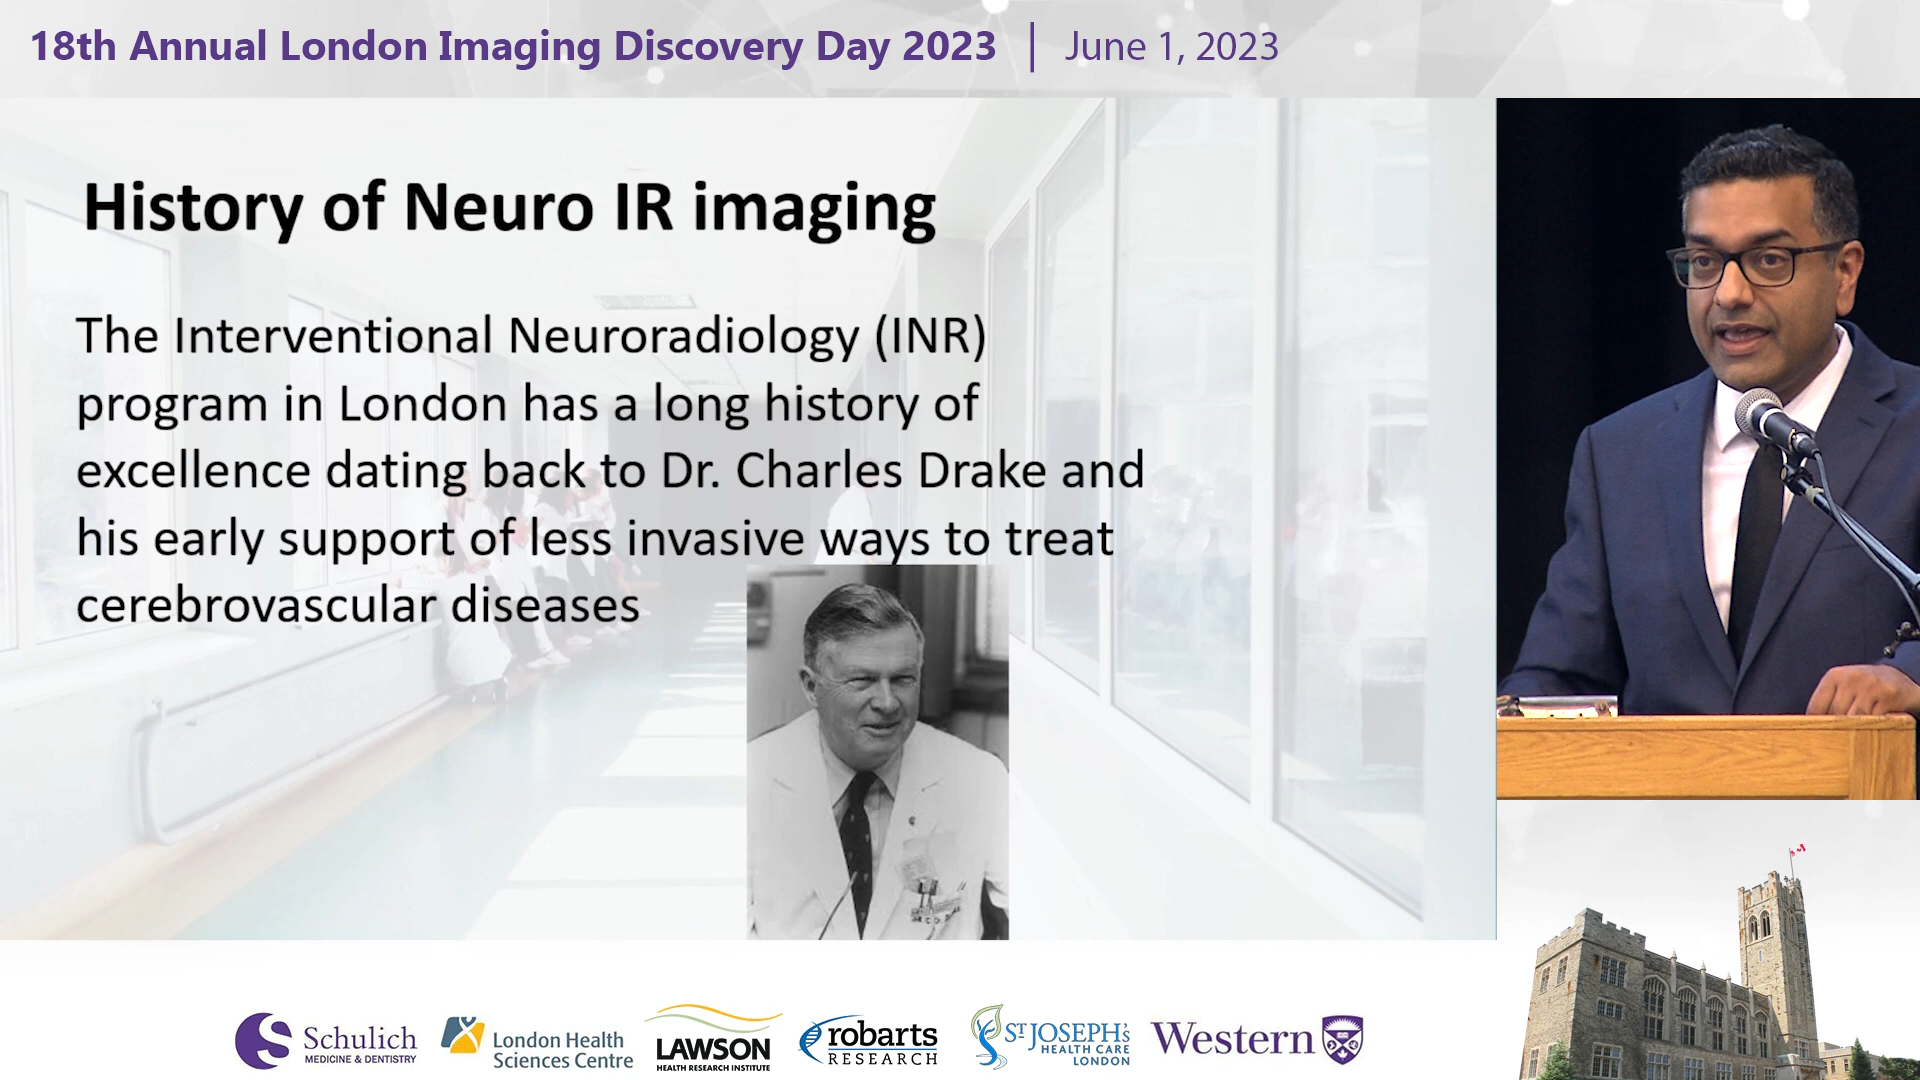 18th Annual London Imaging Discovery Day 2023 | June 1, 2023
History of Neuro IR imaging
The Interventional Neuroradiology (INR)
program in London has a long history of
excellence dating back to Dr. Charles Drake and
his early support of less invasive ways to treat
cerebrovascular diseases
Schulich
MEDICINE & DENTISTRY
London Health
Sciences Centre
LAWSON
HEALTH RESEARCH INSTITUTE
robarts
RESEARCH
ST JOSEPH'S
HEALTH CARE
LONDON
Western